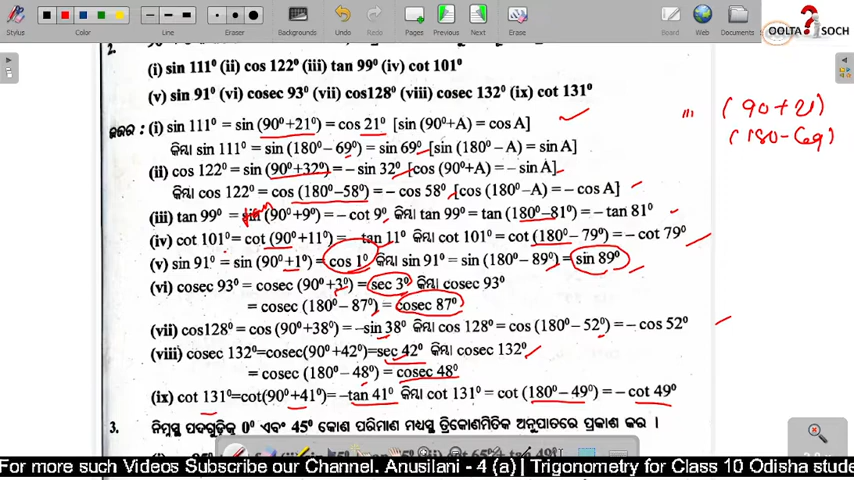 Stylus
Color
Line
Eraser
Backgrounds
Undo
Redo
Pages
Previous
Next
Erase
Board
Web
Documents
Sh
OOLTA SOCH
2.
(i) sin 111⁰ (ii) cos 122⁰ (iii) tan 99⁰ (iv) cot 101⁰
(v) sin 91⁰ (vi) cosec 93⁰ (vii) cos128⁰ (viii) cosec 132⁰ (ix) cot 131⁰
111 (90+21)
(180-69)
ଉତ୍ତର : (i) sin 111⁰ = sin (90⁰+21⁰) = cos 21⁰ [sin (90⁰+A) = cos A]
କିମ୍ବା sin 111⁰ = sin (180⁰ – 69⁰) = sin 69⁰ [sin (180⁰ – A) = sin A]
(ii) cos 122⁰ = sin (90⁰+32⁰) = – sin 32⁰ [cos (90⁰+A) = – sin A]
କିମ୍ବା cos 122⁰ = cos (180⁰–58⁰) = – cos 58⁰ [cos (180⁰–A) = – cos A]
(iii) tan 99⁰ = sin (90⁰+9⁰) = – cot 9⁰ କିମ୍ବା tan 99⁰ = tan (180⁰–81⁰) = – tan 81⁰
tan
(iv) cot 101⁰ = cot (90⁰+11⁰) = –tan 11⁰ କିମ୍ବା cot 101⁰ = cot (180⁰– 79⁰) = – cot 79⁰
(v) sin 91⁰ = sin (90⁰+1⁰) = cos 1⁰ କିମ୍ବା sin 91⁰ = sin (180⁰ – 89⁰) = sin 89⁰
(vi) cosec 93⁰ = cosec (90⁰+3⁰) = sec 3⁰ କିମ୍ବା cosec 93⁰
= cosec (180⁰– 87⁰) = cosec 87⁰
(vii) cos128⁰ = cos (90⁰+38⁰) = –sin 38⁰ କିମ୍ବା cos 128⁰ = cos (180⁰– 52⁰) = – cos 52⁰
(viii) cosec 132⁰=cosec(90⁰+42⁰)=sec 42⁰ କିମ୍ବା cosec 132⁰
= cosec (180⁰ – 48⁰) = cosec 48⁰
(ix) cot 131⁰=cot(90⁰+41⁰)= –tan 41⁰ କିମ୍ବା cot 131⁰ = cot (180⁰ – 49⁰) = – cot 49⁰
3. ନିମ୍ନସ୍ଥ ପଦଗୁଡ଼ିକୁ 0⁰ ଏବଂ 45⁰ କୋଣ ପରିମାଣ ମଧ୍ୟସ୍ଥ ତ୍ରିକୋଣମିତିକ ଅନୁପାତରେ ପ୍ରକାଶ କର ।
For more such Videos Subscribe our Channel. Anusilani - 4 (a) | Trigonometry for Class 10 Odisha stude